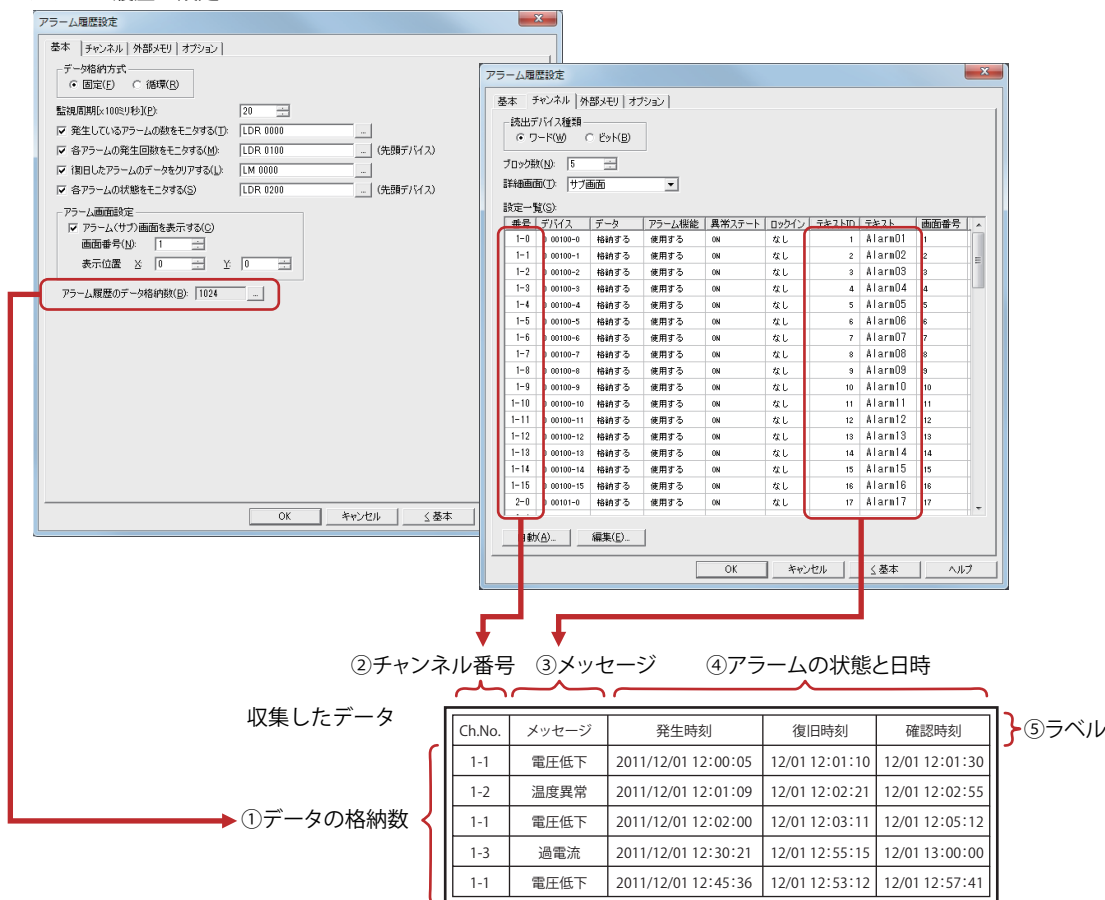 アラーム履歴設定
基本 チャンネル 外部メモリ オプション
データ格納方式
固定(F) 循環(R)
監視周期[x100ミリ秒](P): 20
発生しているアラームの数をモニタする(T): LDR 0000 ...
各アラームの発生回数をモニタする(M): LDR 0100 ... (先頭デバイス)
復旧したアラームのデータをクリアする(L): LM 0000 ...
各アラームの状態をモニタする(S) LDR 0200 ... (先頭デバイス)
アラーム画面設定
アラーム(サブ)画面を表示する(C)
画面番号(N): 1
表示位置 X: 0 Y: 0
アラーム履歴のデータ格納数(B): 1024 ...
OK キャンセル <基本
アラーム履歴設定
基本 チャンネル 外部メモリ オプション
読出デバイス種類
ワード(W) ビット(B)
ブロック数(N): 5
詳細画面(T): サブ画面
設定一覧(S):
番号 デバイス データ アラーム機能 異常ステート ロックイン テキストID テキスト 画面番号
1-0 00100-0 格納する 使用する ON なし 1 Alarm01 1
1-1 00100-1 格納する 使用する ON なし 2 Alarm02 2
1-2 00100-2 格納する 使用する ON なし 3 Alarm03 3
1-3 00100-3 格納する 使用する ON なし 4 Alarm04 4
1-4 00100-4 格納する 使用する ON なし 5 Alarm05 5
1-5 00100-5 格納する 使用する ON なし 6 Alarm06 6
1-6 00100-6 格納する 使用する ON なし 7 Alarm07 7
1-7 00100-7 格納する 使用する ON なし 8 Alarm08 8
1-8 00100-8 格納する 使用する ON なし 9 Alarm09 9
1-9 00100-9 格納する 使用する ON なし 10 Alarm10 10
1-10 00100-10 格納する 使用する ON なし 11 Alarm11 11
1-11 00100-11 格納する 使用する ON なし 12 Alarm12 12
1-12 00100-12 格納する 使用する ON なし 13 Alarm13 13
1-13 00100-13 格納する 使用する ON なし 14 Alarm14 14
1-14 00100-14 格納する 使用する ON なし 15 Alarm15 15
1-15 00100-15 格納する 使用する ON なし 16 Alarm16 16
2-0 00101-0 格納する 使用する ON なし 17 Alarm17 17
自動(A)... 編集(E)...
OK キャンセル <基本 ヘルプ
②チャンネル番号 ③メッセージ ④アラームの状態と日時
収集したデータ
Ch.No. メッセージ 発生時刻 復旧時刻 確認時刻
⑤ラベル
1-1 電圧低下 2011/12/01 12:00:05 12/01 12:01:10 12/01 12:01:30
1-2 温度異常 2011/12/01 12:01:09 12/01 12:02:21 12/01 12:02:55
①データの格納数
1-1 電圧低下 2011/12/01 12:02:00 12/01 12:03:11 12/01 12:05:12
1-3 過電流 2011/12/01 12:30:21 12/01 12:55:15 12/01 13:00:00
1-1 電圧低下 2011/12/01 12:45:36 12/01 12:53:12 12/01 12:57:41